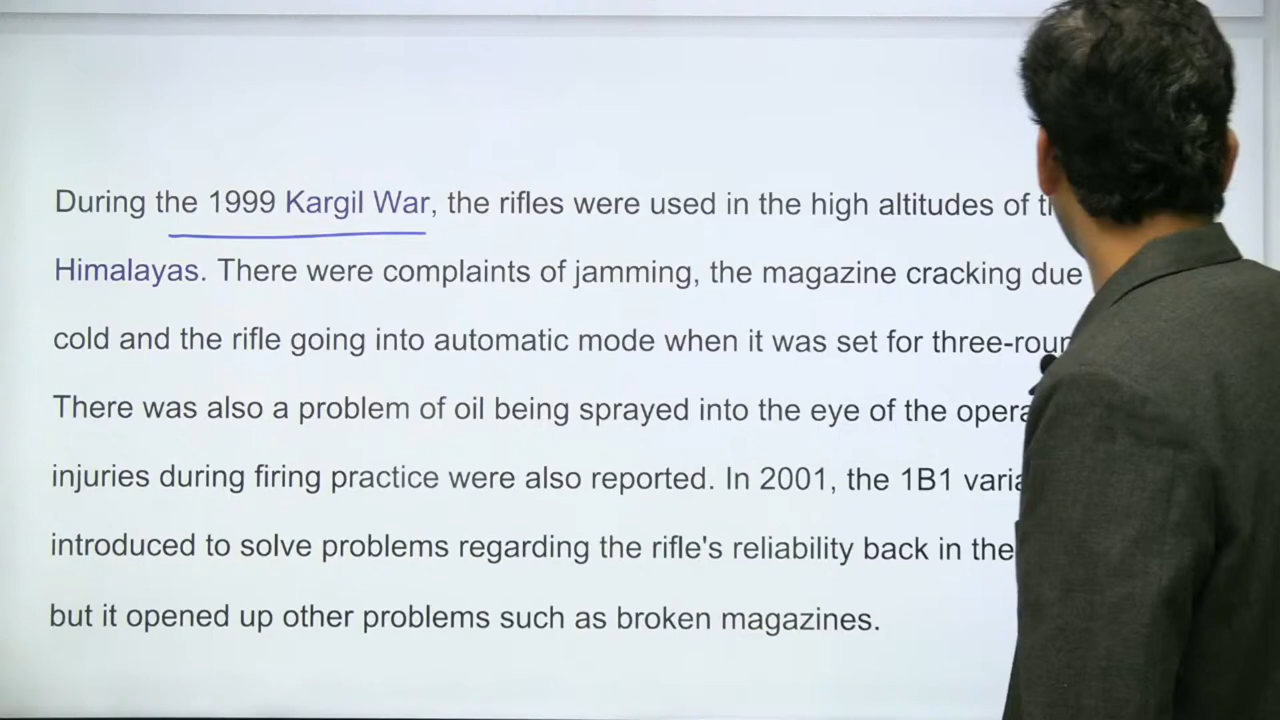 During the 1999 Kargil War, the rifles were used in the high altitudes of
Himalayas. There were complaints of jamming, the magazine cracking due
cold and the rifle going into automatic mode when it was set for
There was also a problem of oil being sprayed into the eye of the
injuries during firing practice were also reported. In 2001, the 1B1
introduced to solve problems regarding the rifle's reliability back in the
but it opened up other problems such as broken magazines.